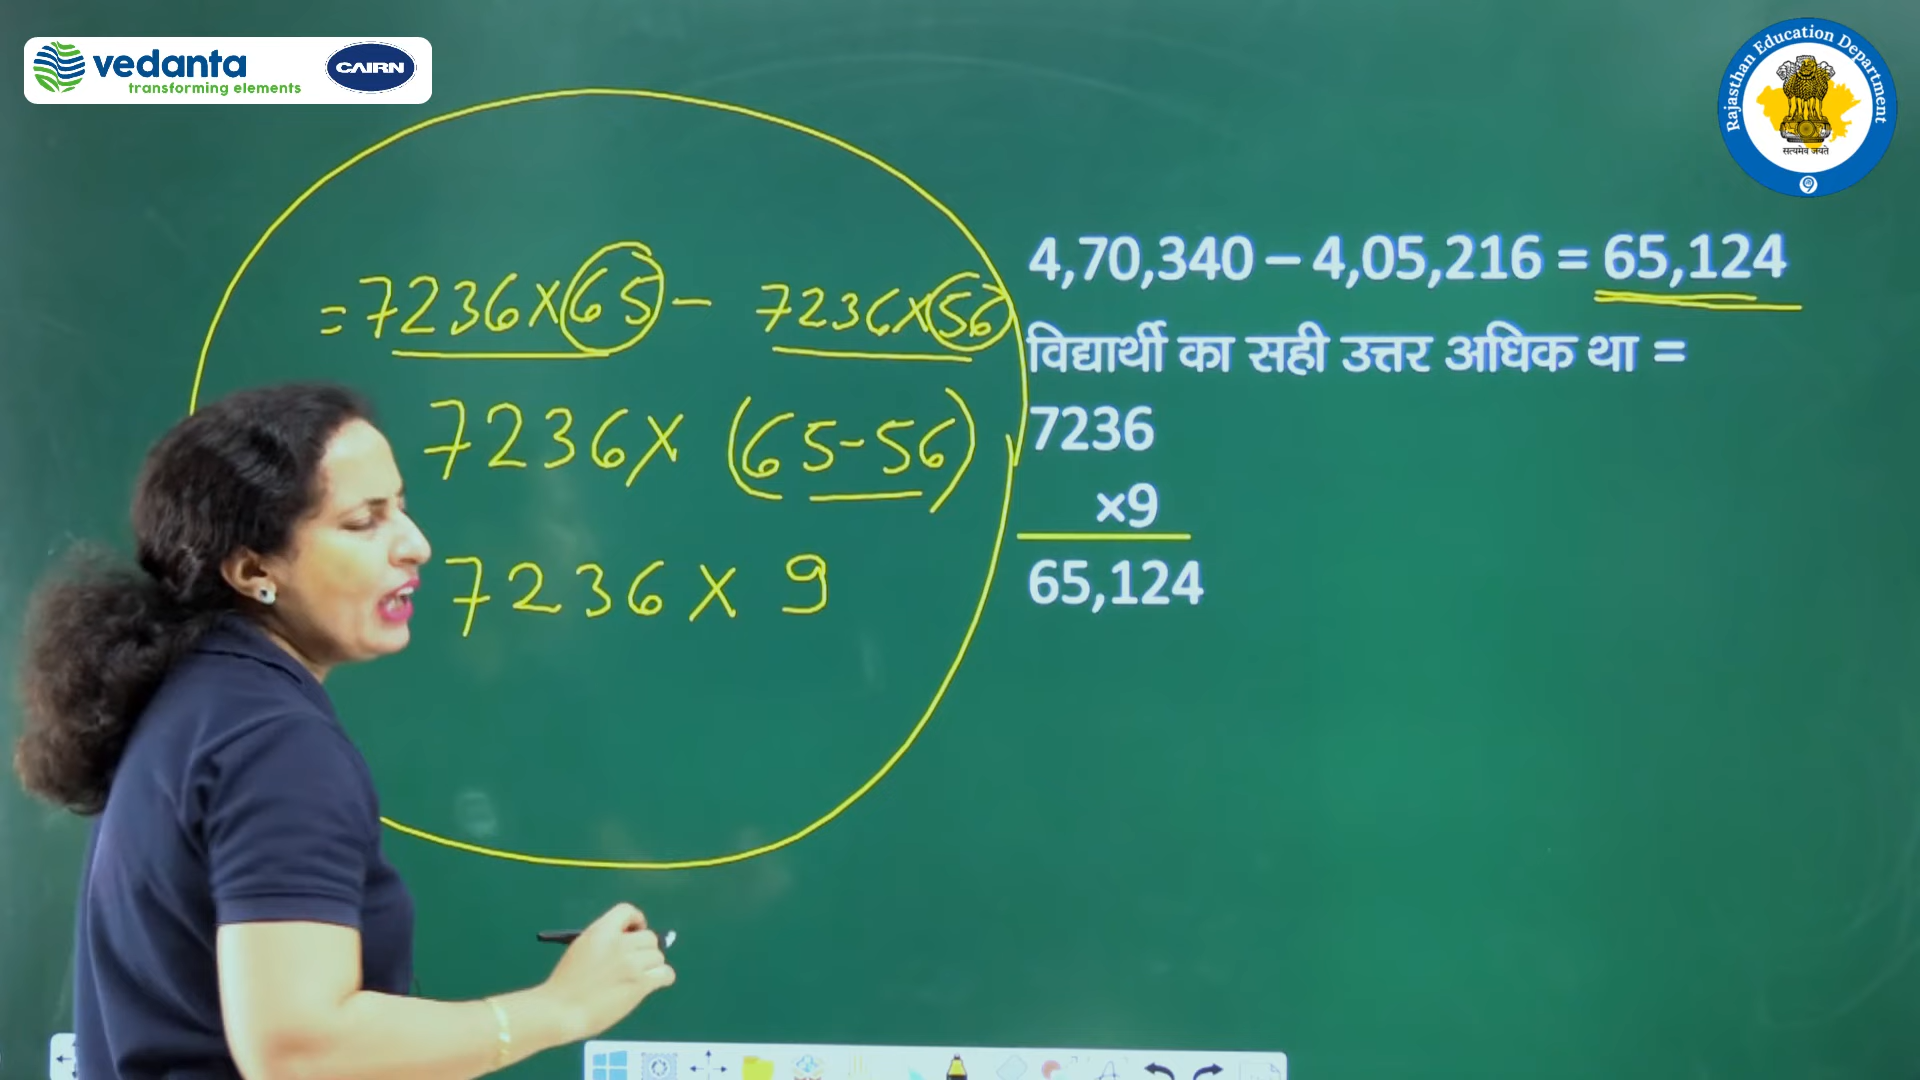 vedanta
transforming elements
CAIRN
Rajasthan Education Department
सत्यमेव जयते
= 7236 × 65 - 7236 × 56
7236 × (65-56)
7236 × 9
4,70,340 – 4,05,216 = 65,124
विद्यार्थी का सही उत्तर अधिक था =
7236
×9
65,124